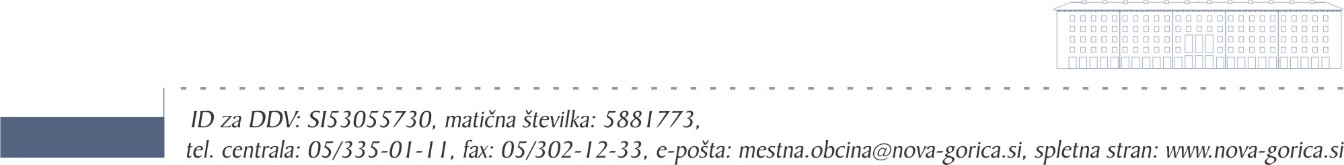 ID za DDV: SI53055730, matična številka: 5881773,
tel. centrala: 05/335-01-11, fax: 05/302-12-33, e-pošta: mestna.obcina@nova-gorica.si, spletna stran: www.nova-gorica.s